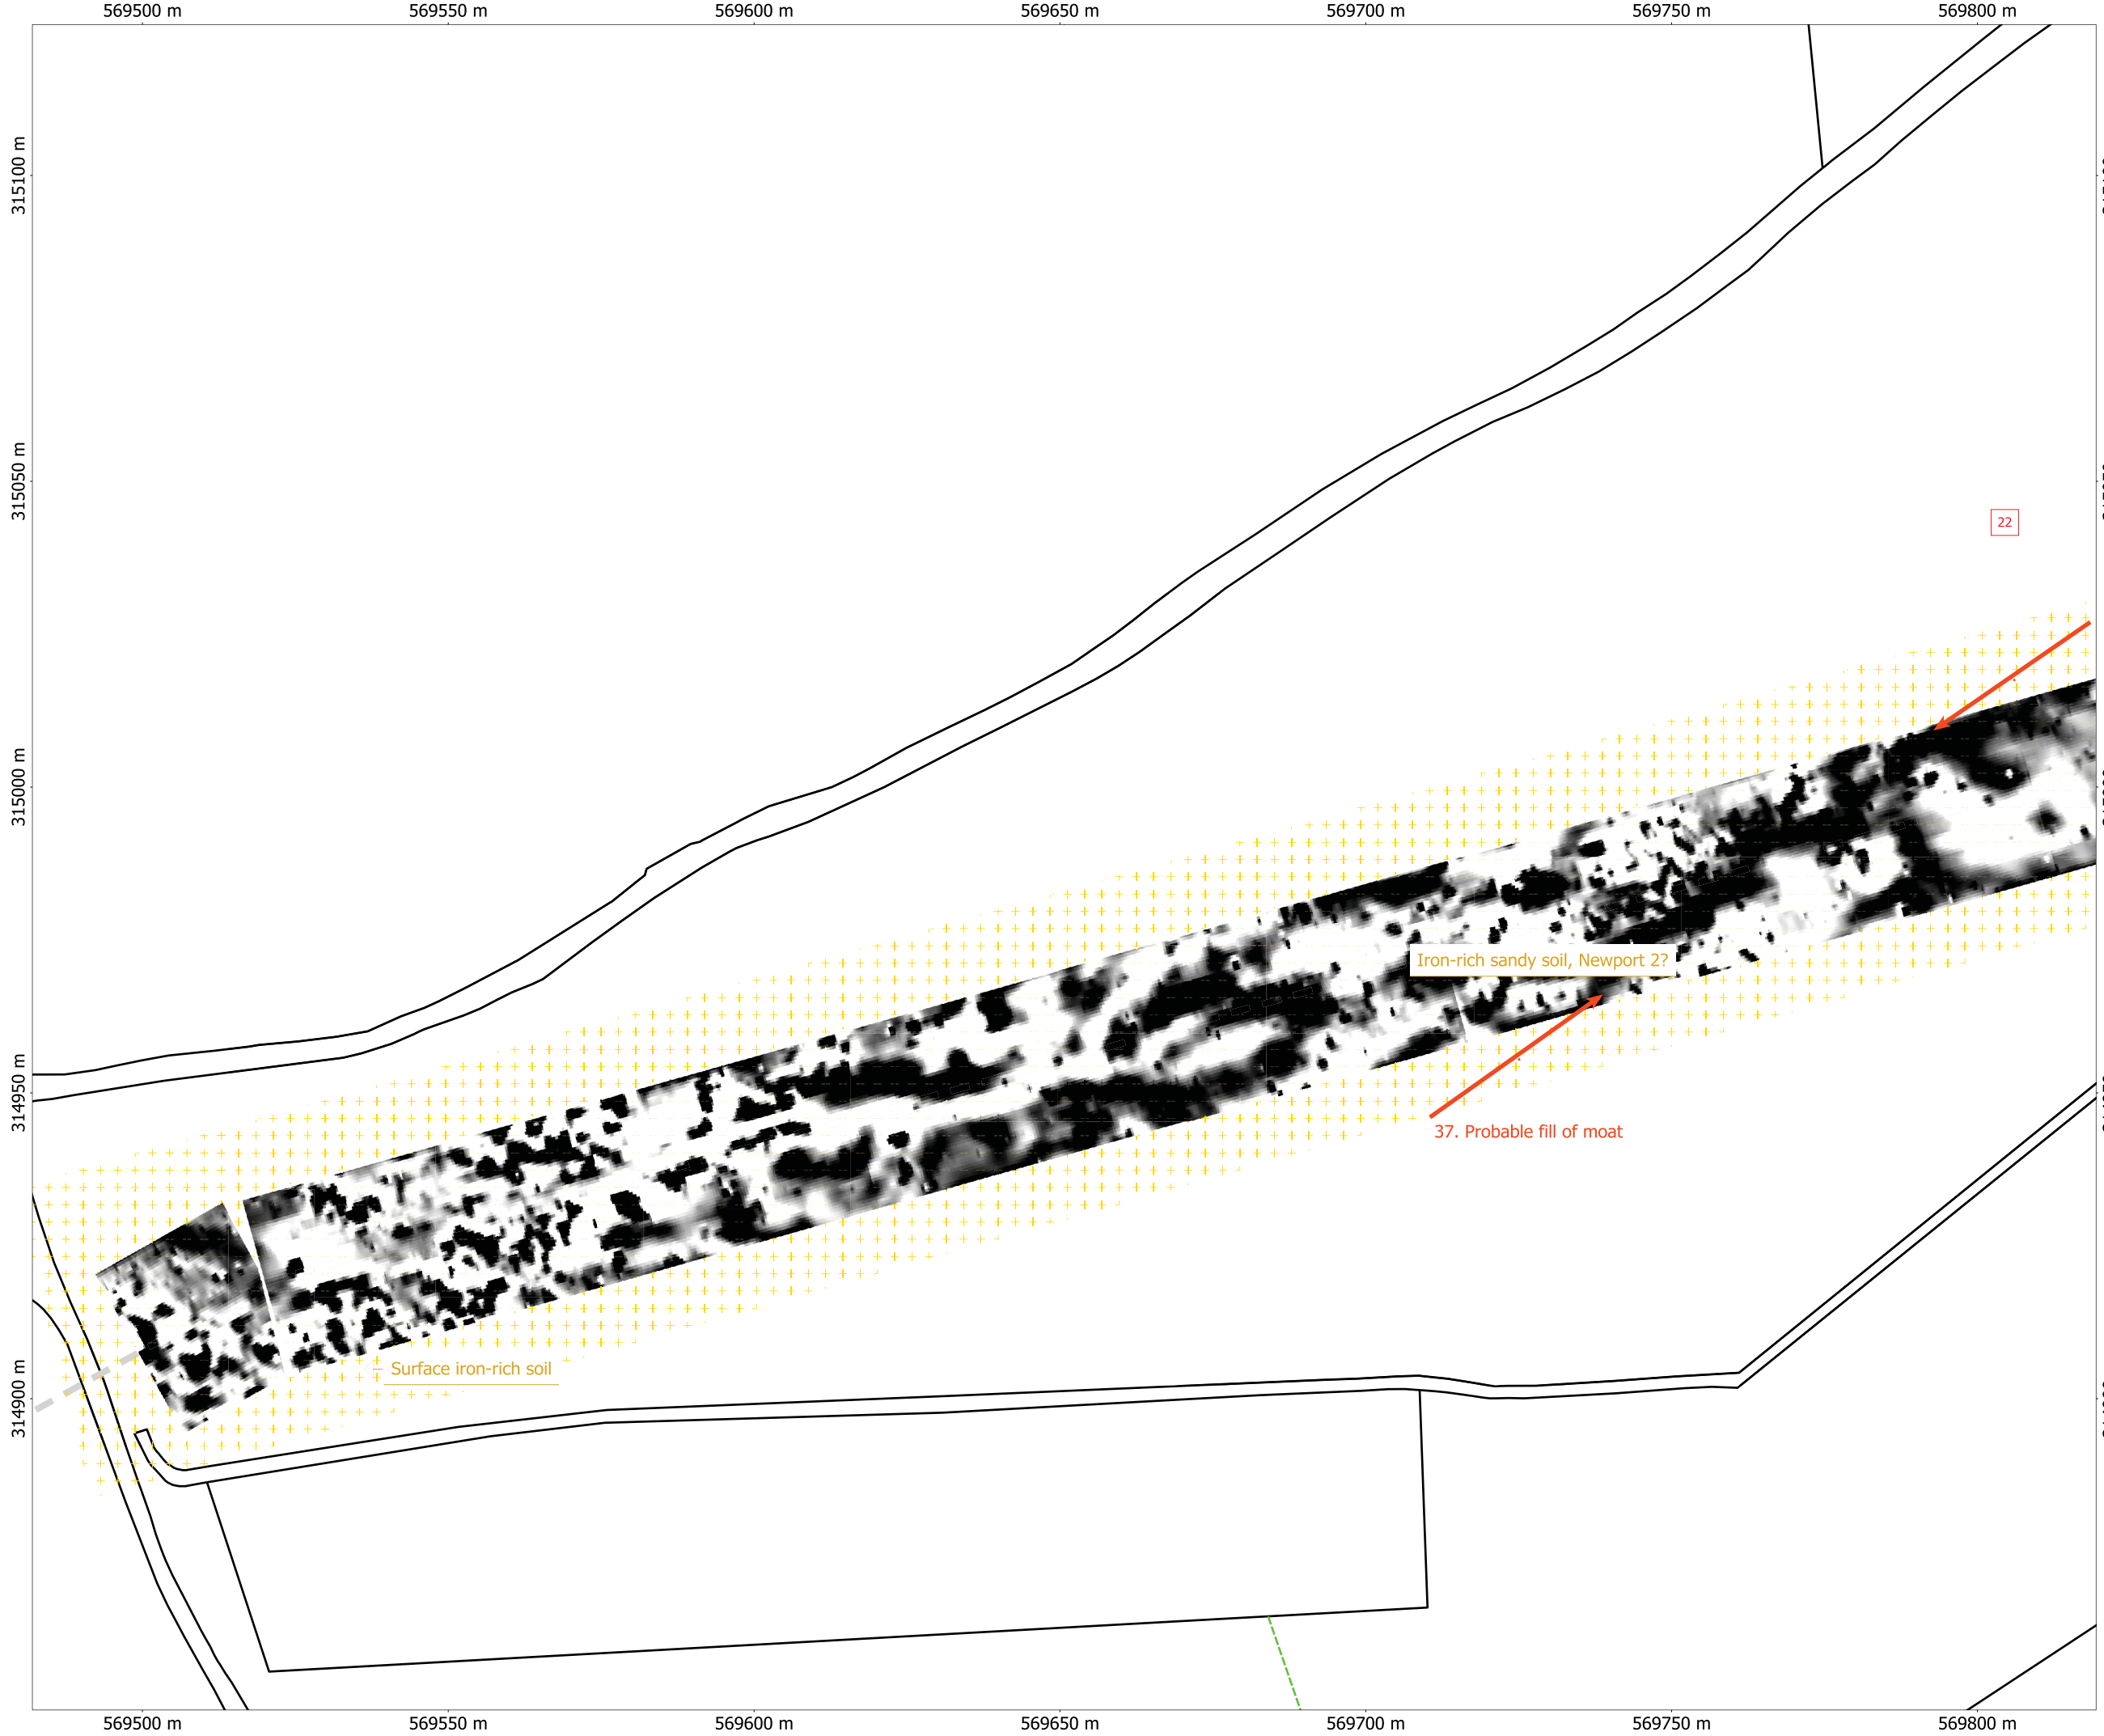 569500 m 569550 m 569600 m 569650 m 569700 m 569750 m 569800 m
315100 m
315050 m
22
315000 m
Iron-rich sandy soil, Newport 2?
314950 m
37. Probable fill of moat
Surface iron-rich soil
314900 m
569500 m 569550 m 569600 m 569650 m 569700 m 569750 m 569800 m